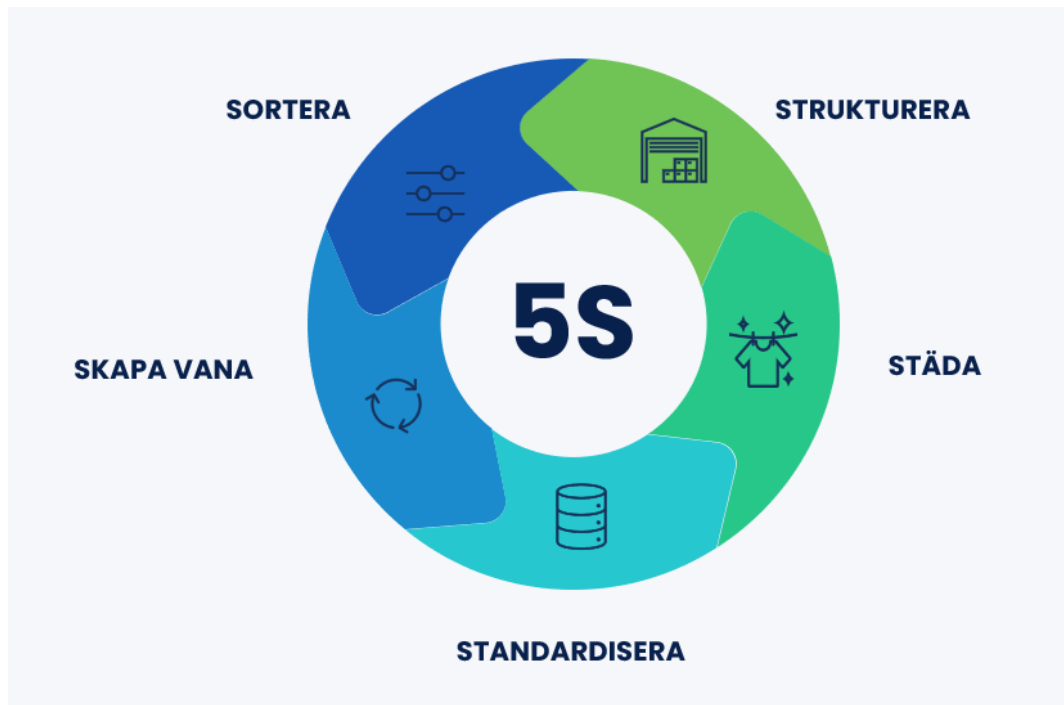 SORTERA
STRUKTURERA
5S
SKAPA VANA
STÄDA
STANDARDISERA